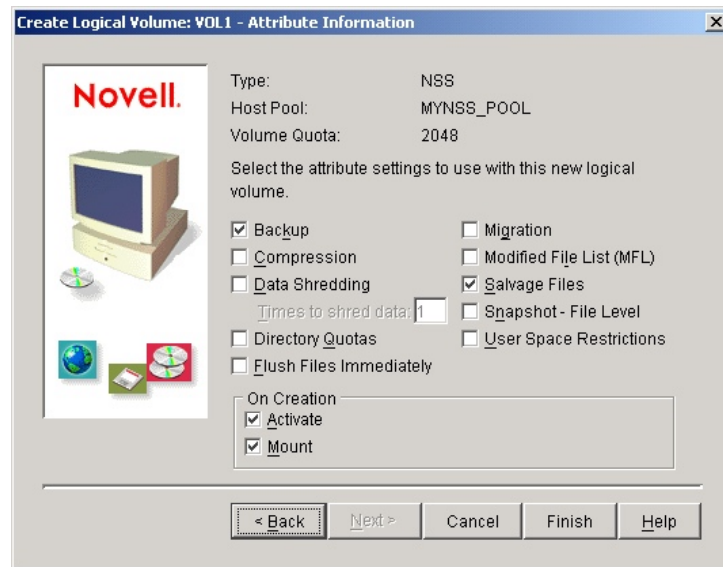 Create Logical Volume: VOL1 - Attribute Information
Novell.
Type: NSS
Host Pool: MYNSS_POOL
Volume Quota: 2048
Select the attribute settings to use with this new logical
volume.
Backup
Compression
Data Shredding
Times to shred data: 1
Directory Quotas
Flush Files Immediately
Migration
Modified File List (MFL)
Salvage Files
Snapshot - File Level
User Space Restrictions
On Creation
Activate
Mount
< Back Next > Cancel Finish Help